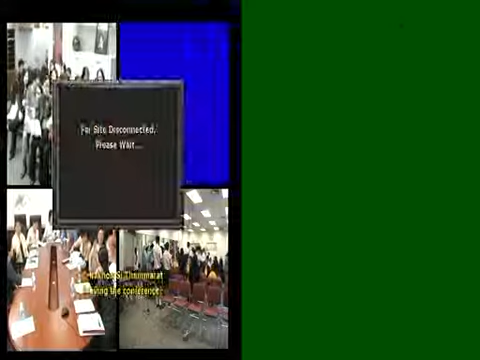 Far Site Disconnected.
Please Wait...
Nakhon Si Thammarat
the conference